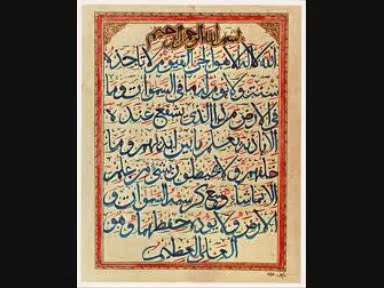 بسم الله الرحمن الرحيم
الله لا اله الا هو الحي القيوم لا تاخذه
سنة ولا نوم له ما في السموات وما
في الارض من ذا الذي يشفع عنده الا
الا باذنه يعلم ما بين ايديهم وما
خلفهم ولا يحيطون بشيء من علمه
الا بما شاء وسع كرسيه السموات و
الارض ولا يؤده حفظهما وهو
العلي العظيم